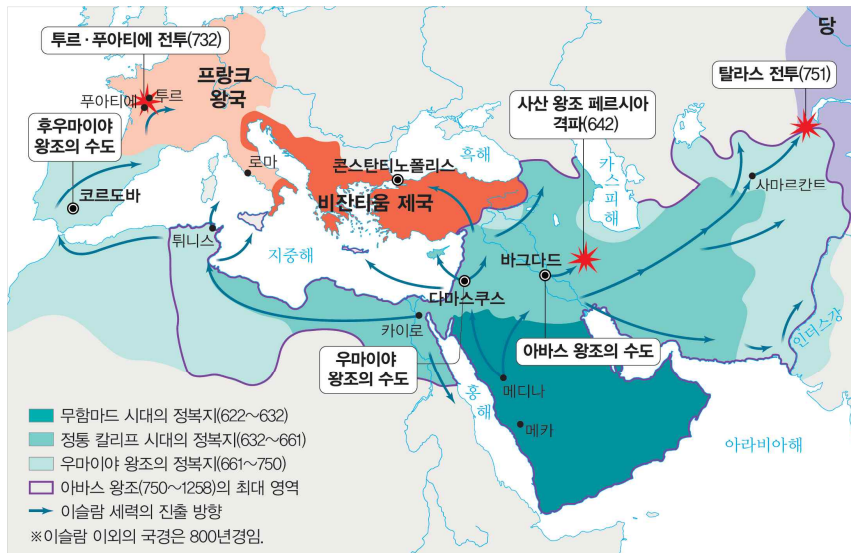 투르·푸아티에 전투(732)
당
탈라스 전투(751)
프랑크
왕국
투르
푸아티에
사산 왕조 페르시아
격파(642)
후우마이야
왕조의 수도
흑해
카
스
피
해
로마
콘스탄티노폴리스
코르도바
비잔티움 제국
사마르칸트
튀니스
지중해
바그다드
다마스쿠스
카이로
인더스강
우마이야
왕조의 수도
아바스 왕조의 수도
홍
해
메디나
메카
아라비아해
무함마드 시대의 정복지(622~632)
정통 칼리프 시대의 정복지(632~661)
우마이야 왕조의 정복지(661~750)
아바스 왕조(750~1258)의 최대 영역
이슬람 세력의 진출 방향
※이슬람 이외의 국경은 800년경임.